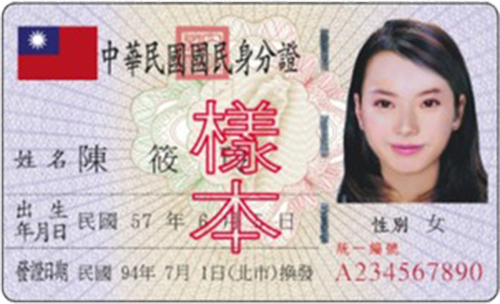 中華民國國民身分證
樣本
姓名 陳筱
出生年月日 民國 57 年 6 月 5 日
性別 女
統一編號
發證日期 民國 94年 7月 1日(北市)換發
A234567890